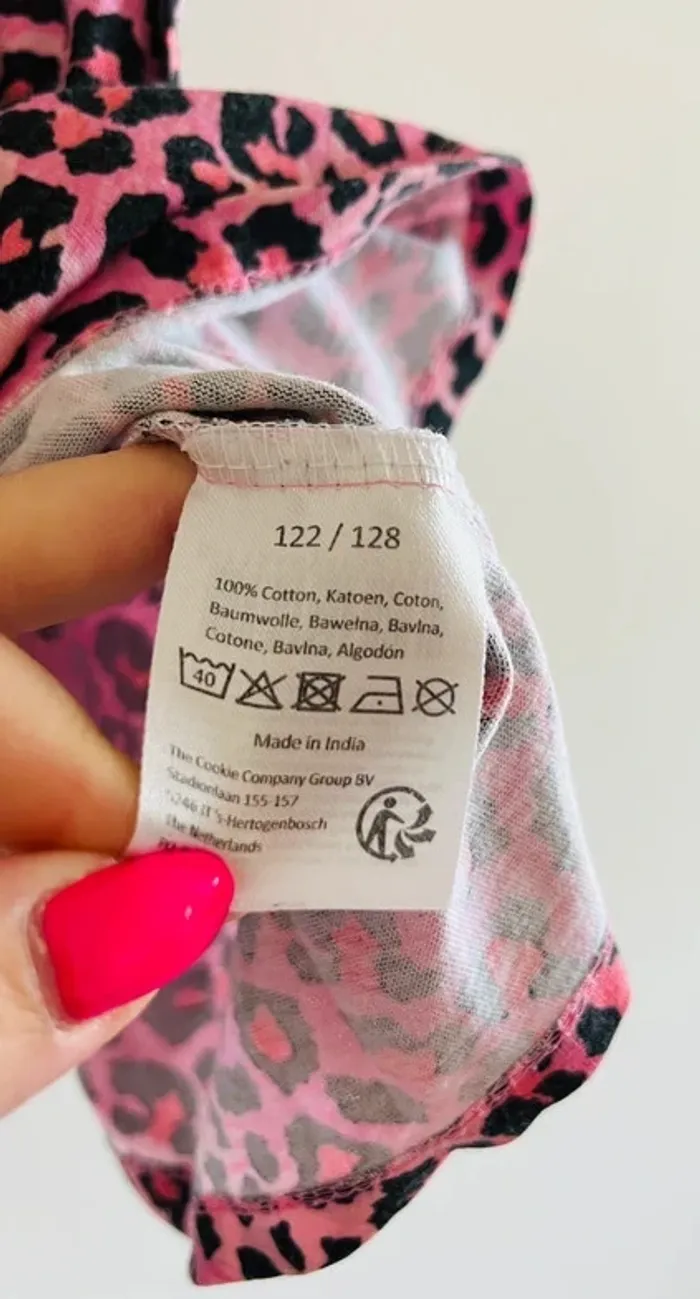 122 / 128
100% Cotton, Katoen, Coton,
Baumwolle, Bawełna, Bavlna,
Cotone, Bavlna, Algodón
40
Made in India
The Cookie Company Group BV
Stadionlaan 155-157
's-Hertogenbosch
The Netherlands